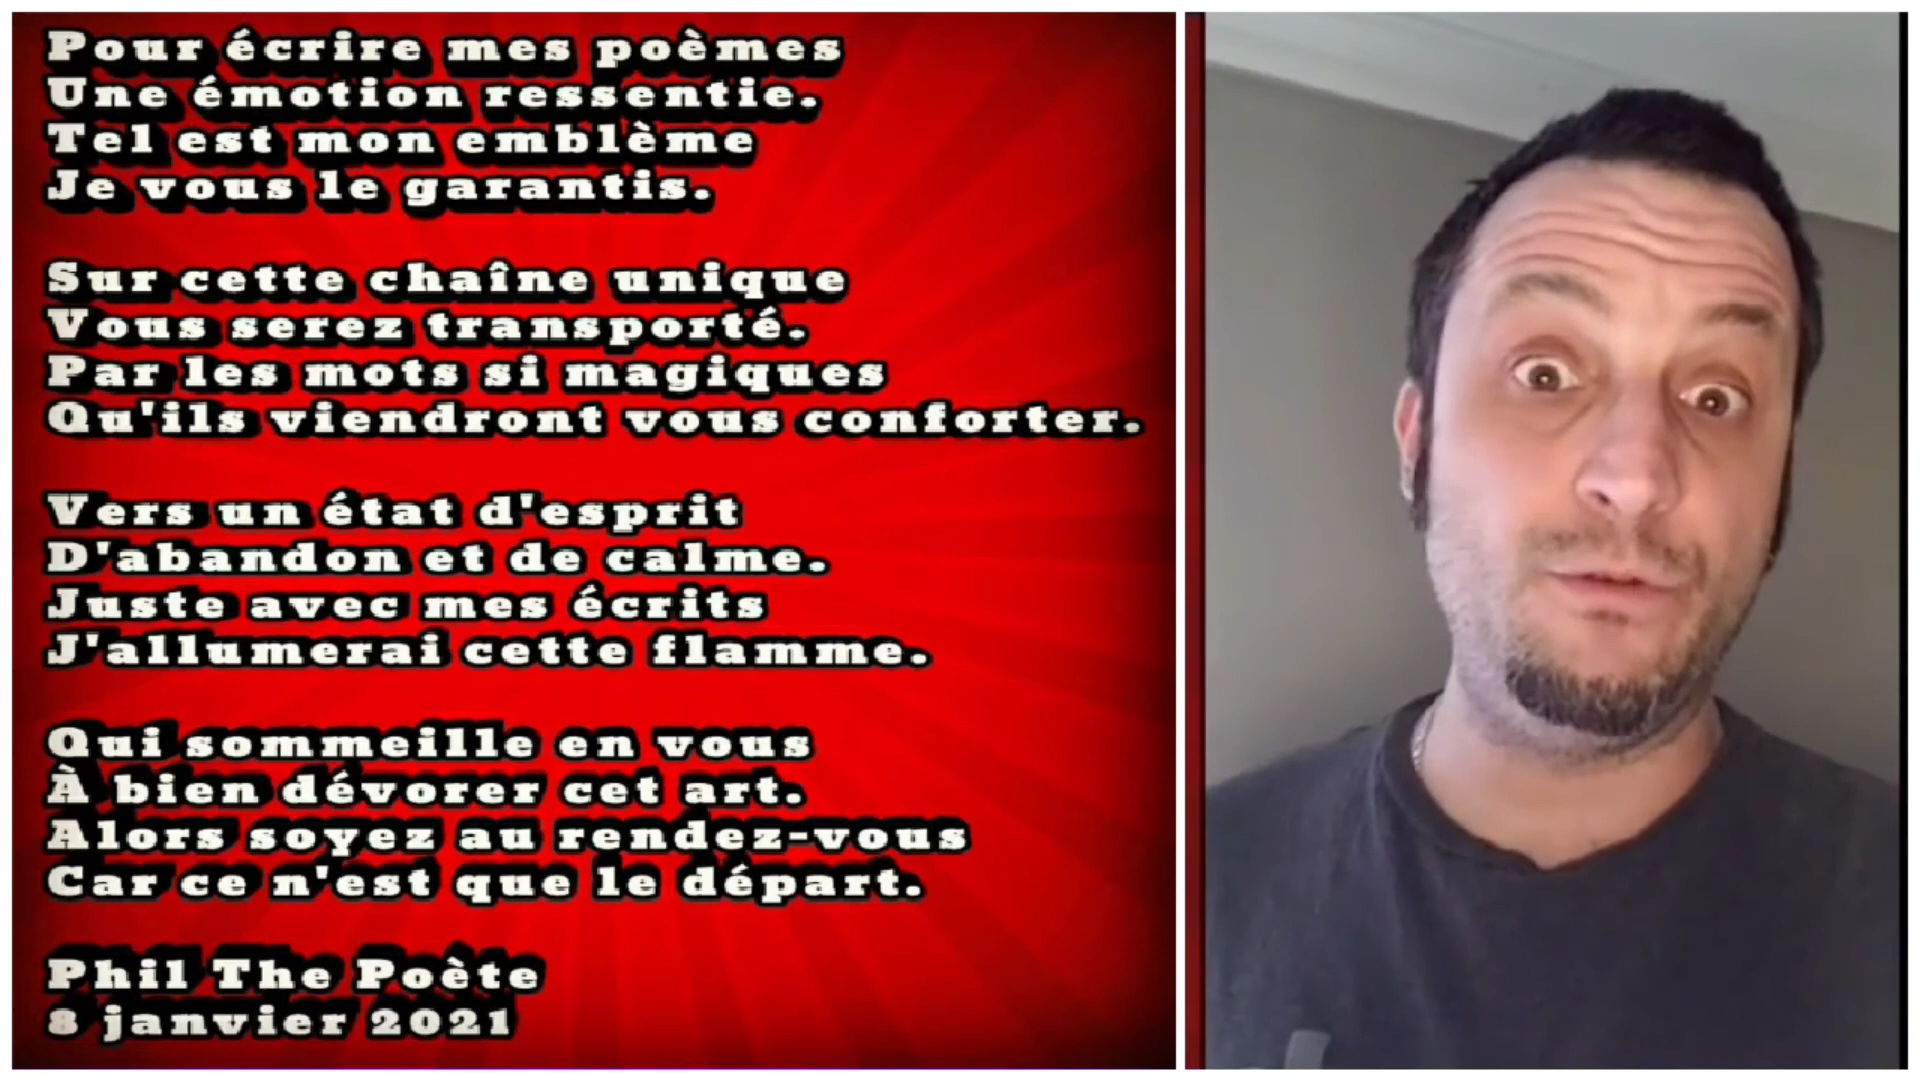 Pour écrire mes poèmes
Une émotion ressentie.
Tel est mon emblème
Je vous le garantis.
Sur cette chaîne unique
Vous serez transporté.
Par les mots si magiques
Qu'ils viendront vous conforter.
Vers un état d'esprit
D'abandon et de calme.
Juste avec mes écrits
J'allumerai cette flamme.
Qui sommeille en vous
À bien dévorer cet art.
Alors soyez au rendez-vous
Car ce n'est que le départ.
Phil The Poète
8 janvier 2021